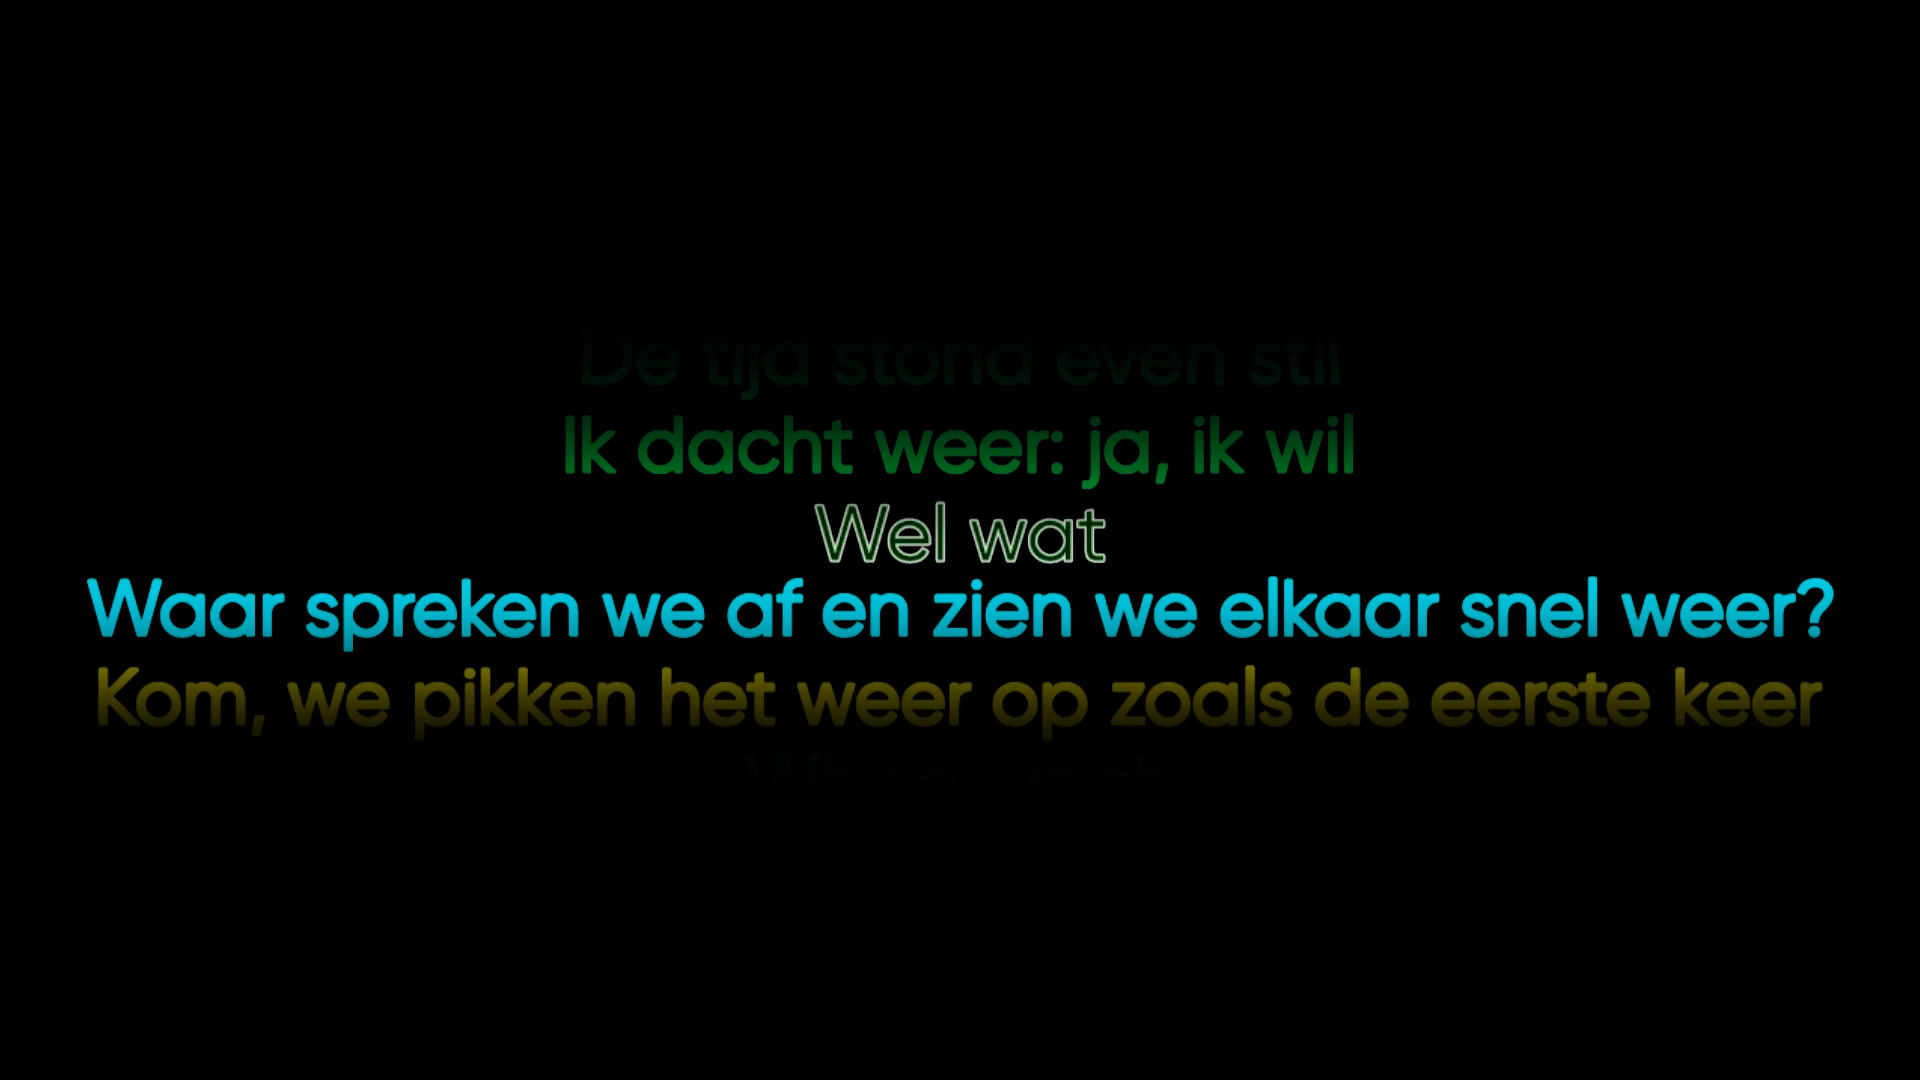 De tijd stond even stil
Ik dacht weer: ja, ik wil
Wel wat
Waar spreken we af en zien we elkaar snel weer?
Kom, we pikken het weer op zoals de eerste keer